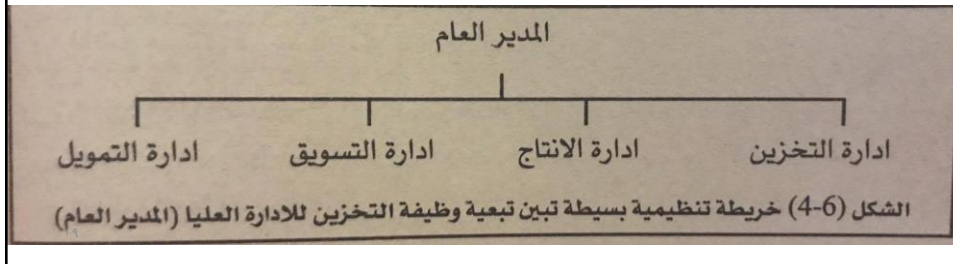 المدير العام
ادارة التخزين ادارة الانتاج ادارة التسويق ادارة التمويل
الشكل (6-4) خريطة تنظيمية بسيطة تبين تبعية وظيفة التخزين للادارة العليا (المدير العام)